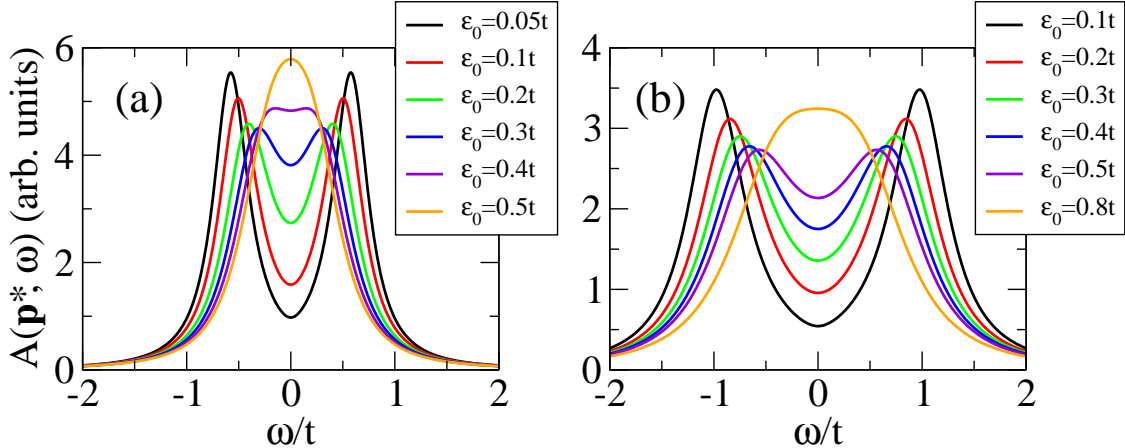 A(p*, ω) (arb. units)
(a)
6
4
2
0
-2 -1 0 1 2
ω/t
ε₀=0.05t
ε₀=0.1t
ε₀=0.2t
ε₀=0.3t
ε₀=0.4t
ε₀=0.5t
(b)
4
3
2
1
0
-2 -1 0 1 2
ω/t
ε₀=0.1t
ε₀=0.2t
ε₀=0.3t
ε₀=0.4t
ε₀=0.5t
ε₀=0.8t